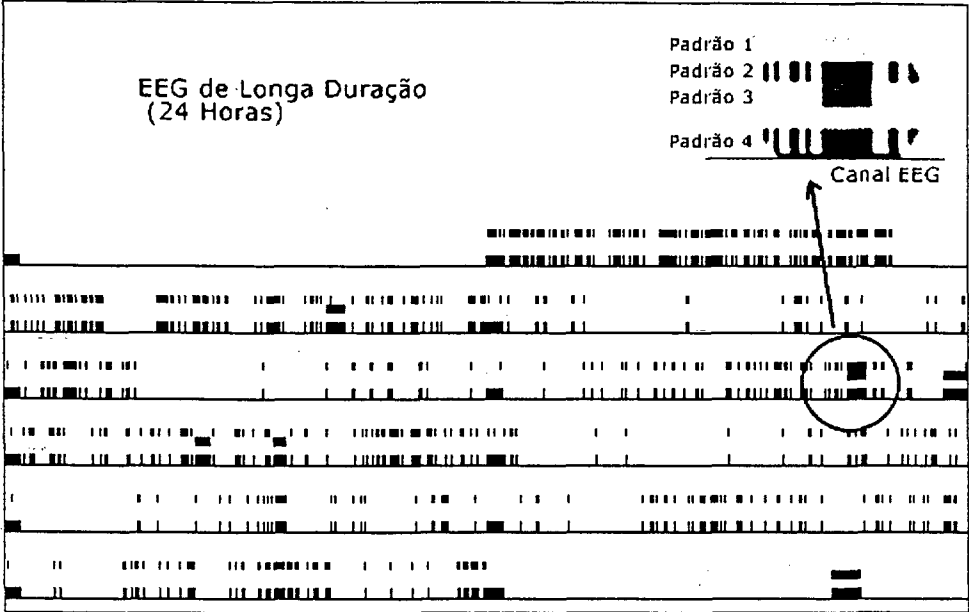 EEG de Longa Duração
(24 Horas)
Padrão 1
Padrão 2
Padrão 3
Padrão 4
Canal EEG